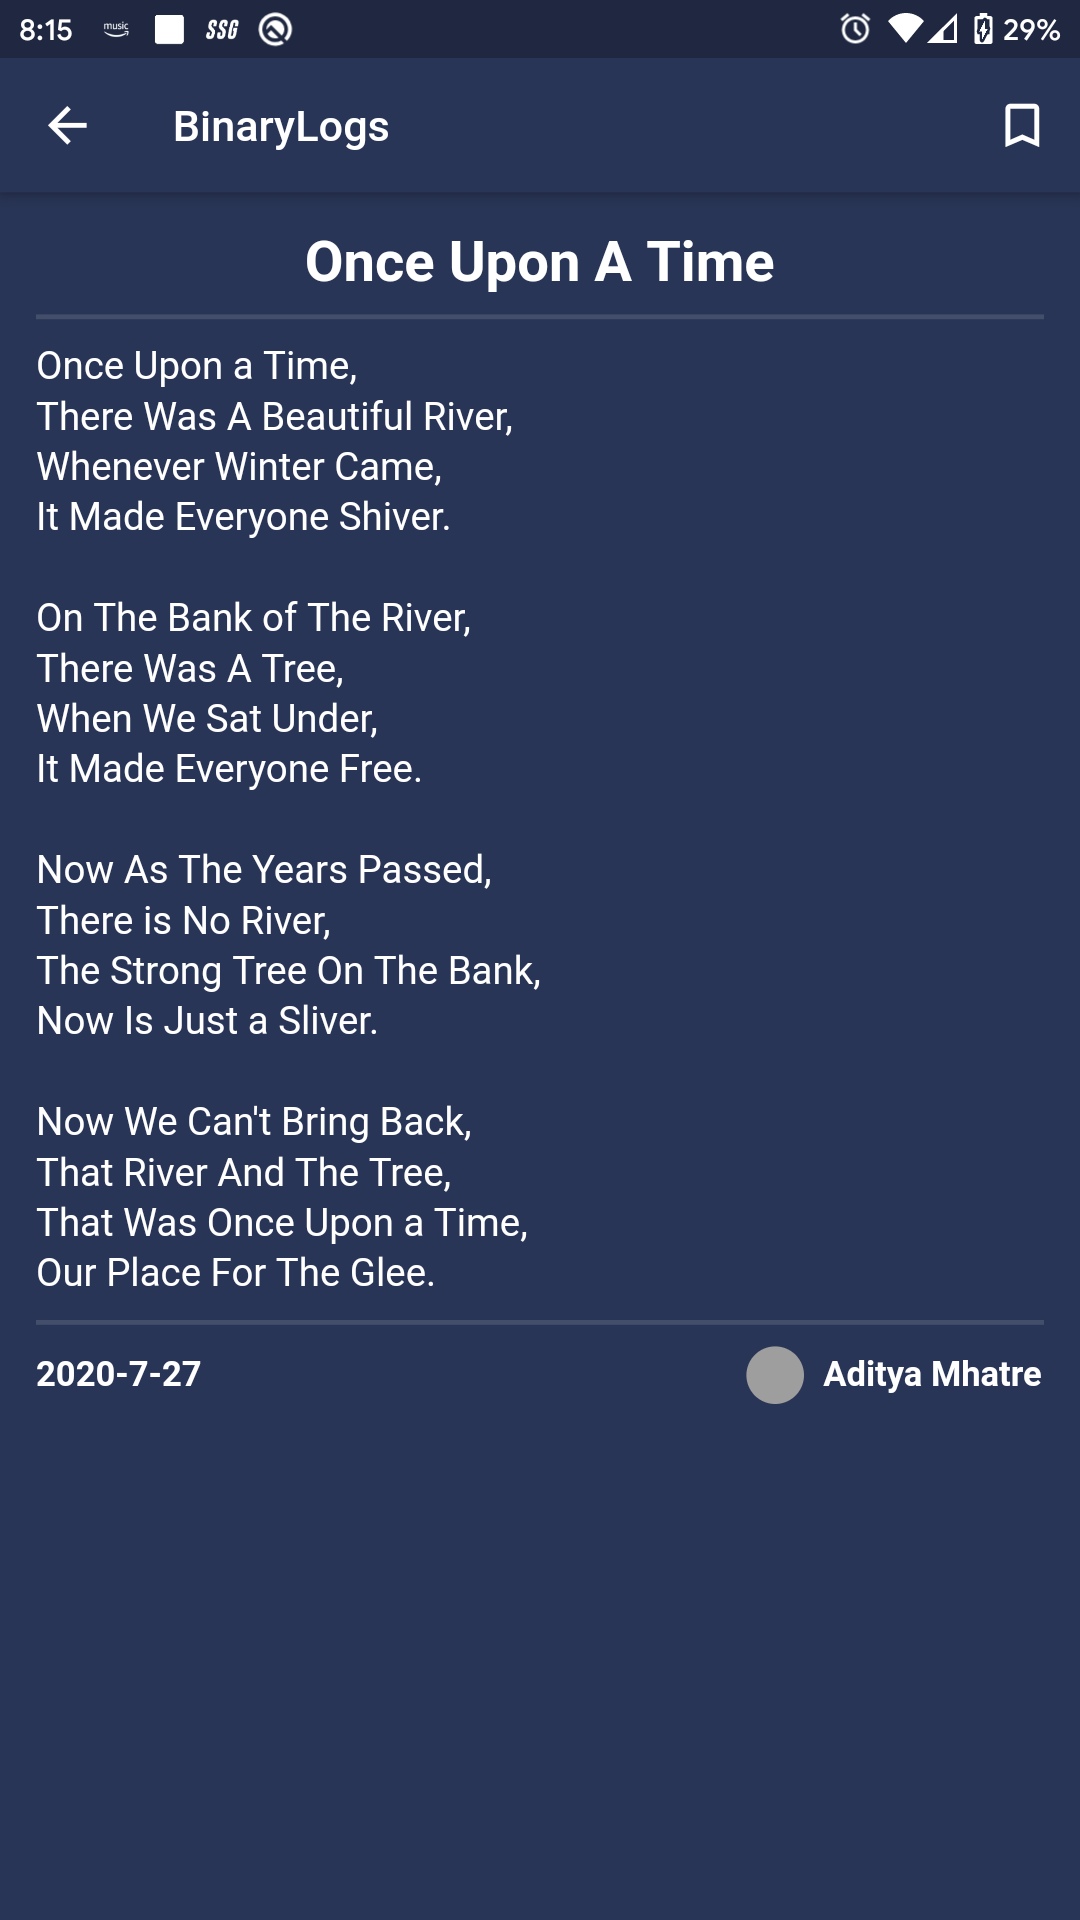 8:15 music SSG 29%
BinaryLogs
Once Upon A Time
Once Upon a Time,
There Was A Beautiful River,
Whenever Winter Came,
It Made Everyone Shiver.
On The Bank of The River,
There Was A Tree,
When We Sat Under,
It Made Everyone Free.
Now As The Years Passed,
There is No River,
The Strong Tree On The Bank,
Now Is Just a Sliver.
Now We Can't Bring Back,
That River And The Tree,
That Was Once Upon a Time,
Our Place For The Glee.
2020-7-27 Aditya Mhatre